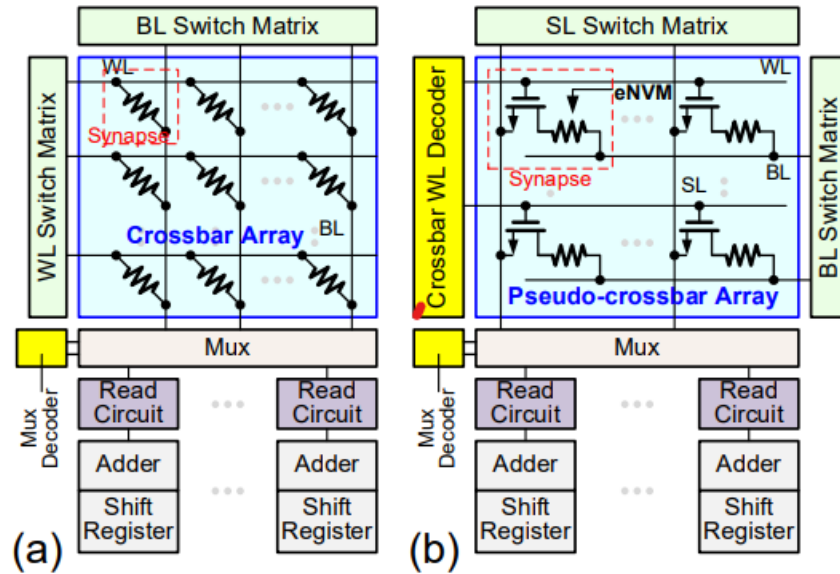 BL Switch Matrix
WL Switch Matrix
WL
Synapse
BL
Crossbar Array
Mux
Mux
Decoder
Read
Circuit
Read
Circuit
Adder
Adder
Shift
Register
Shift
Register
(a)
SL Switch Matrix
Crossbar WL Decoder
WL
eNVM
Synapse
BL
SL
Pseudo-crossbar Array
BL Switch Matrix
Mux
Mux
Decoder
Read
Circuit
Read
Circuit
Adder
Adder
Shift
Register
Shift
Register
(b)